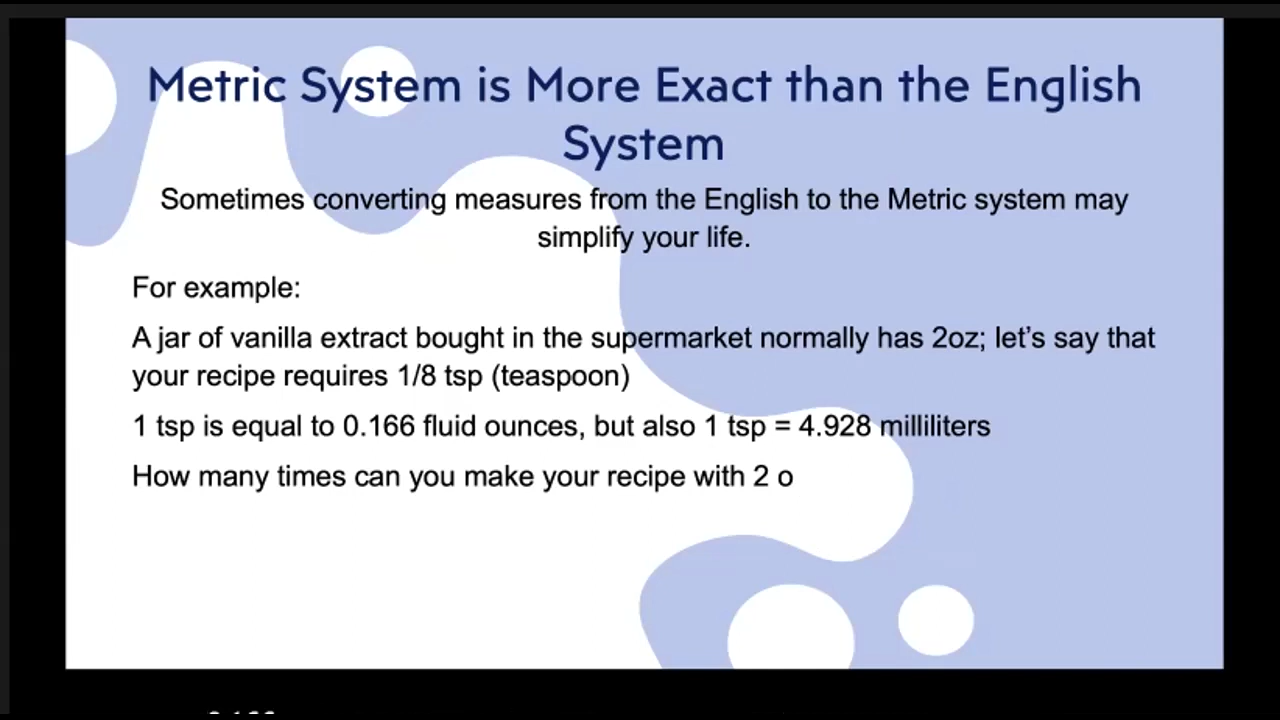 Metric System is More Exact than the English
System
Sometimes converting measures from the English to the Metric system may
simplify your life.
For example:
A jar of vanilla extract bought in the supermarket normally has 2oz; let's say that
your recipe requires 1/8 tsp (teaspoon)
1 tsp is equal to 0.166 fluid ounces, but also 1 tsp = 4.928 milliliters
How many times can you make your recipe with 2 o